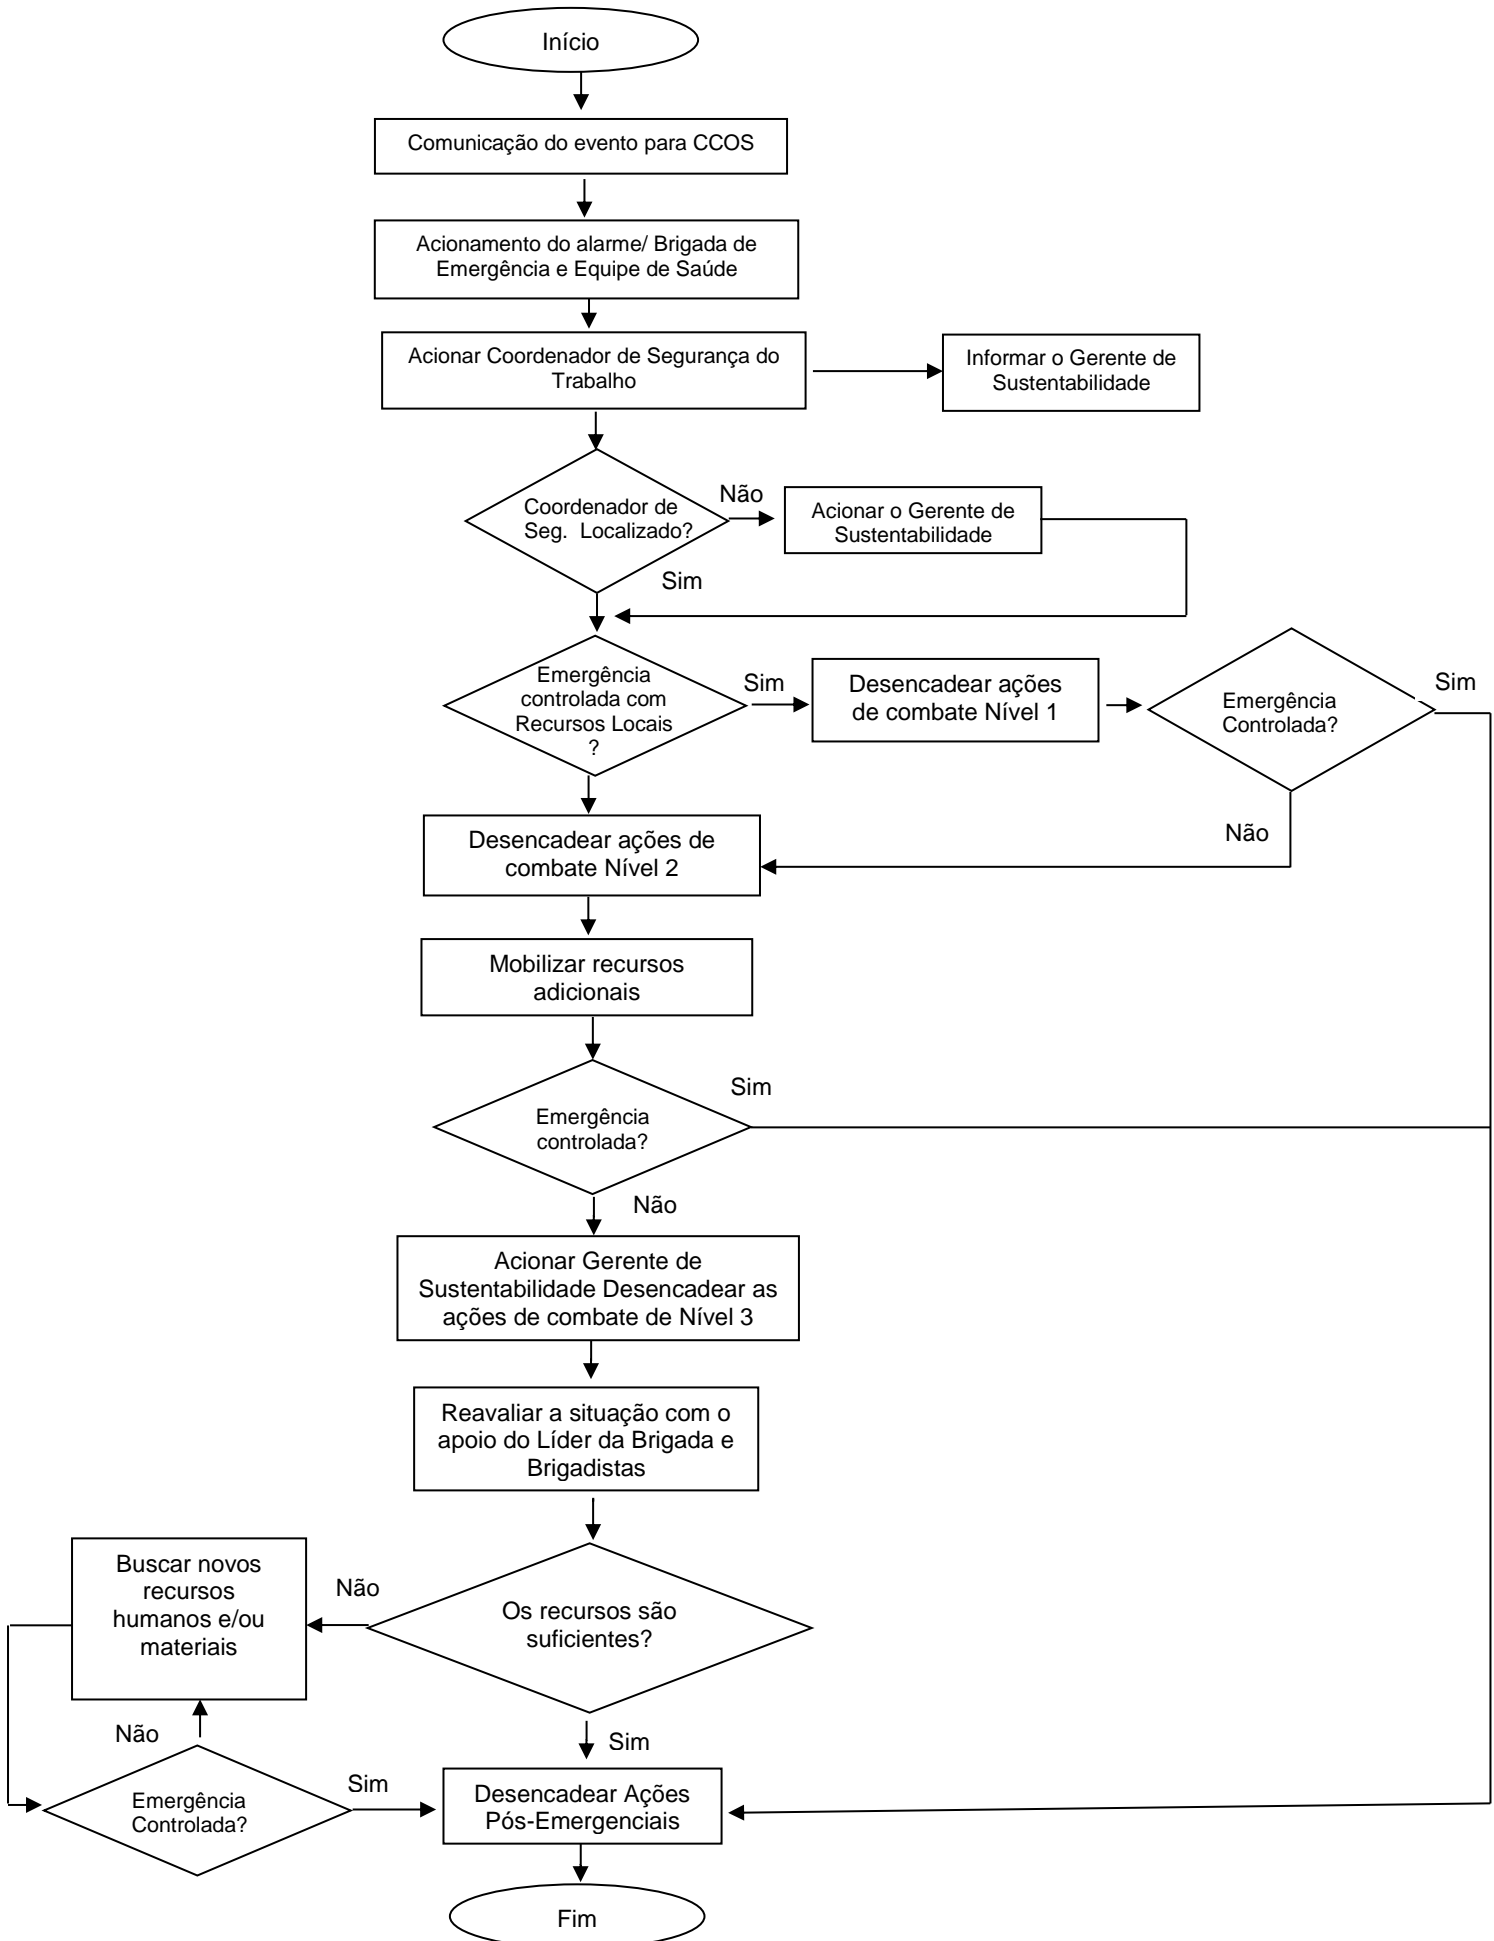 Início
Comunicação do evento para CCOS
Acionamento do alarme/ Brigada de
Emergência e Equipe de Saúde
Acionar Coordenador de Segurança do
Trabalho
Informar o Gerente de
Sustentabilidade
Coordenador de
Seg. Localizado?
Não
Acionar o Gerente de
Sustentabilidade
Sim
Emergência
controlada com
Recursos Locais
?
Sim
Desencadear ações
de combate Nível 1
Emergência
Controlada?
Sim
Não
Desencadear ações de
combate Nível 2
Mobilizar recursos
adicionais
Emergência
controlada?
Sim
Não
Acionar Gerente de
Sustentabilidade Desencadear as
ações de combate de Nível 3
Reavaliar a situação com o
apoio do Líder da Brigada e
Brigadistas
Os recursos são
suficientes?
Não
Buscar novos
recursos
humanos e/ou
materiais
Não
Emergência
Controlada?
Sim
Sim
Desencadear Ações
Pós-Emergenciais
Fim